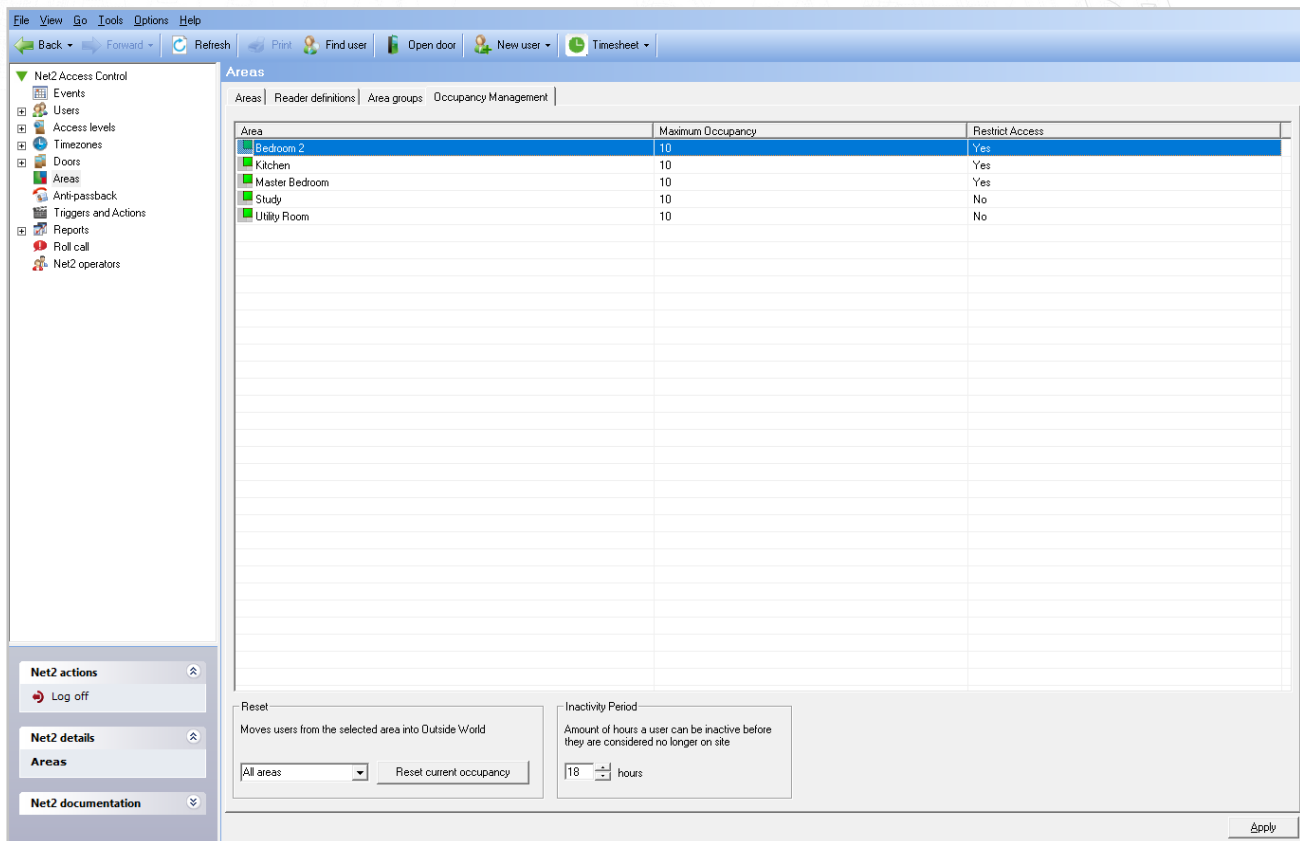 File View Go Tools Options Help
Back Forward Refresh Print Find user Open door New user Timesheet
Net2 Access Control
Events
Users
Access levels
Timezones
Doors
Areas
Anti-passback
Triggers and Actions
Reports
Roll call
Net2 operators
Net2 actions
Log off
Net2 details
Areas
Net2 documentation
Areas
Areas Reader definitions Area groups Occupancy Management
Area Maximum Occupancy Restrict Access
Bedroom 2 10 Yes
Kitchen 10 Yes
Master Bedroom 10 Yes
Study 10 No
Utility Room 10 No
Reset
Moves users from the selected area into Outside World
All areas Reset current occupancy
Inactivity Period
Amount of hours a user can be inactive before
they are considered no longer on site
18 hours
Apply